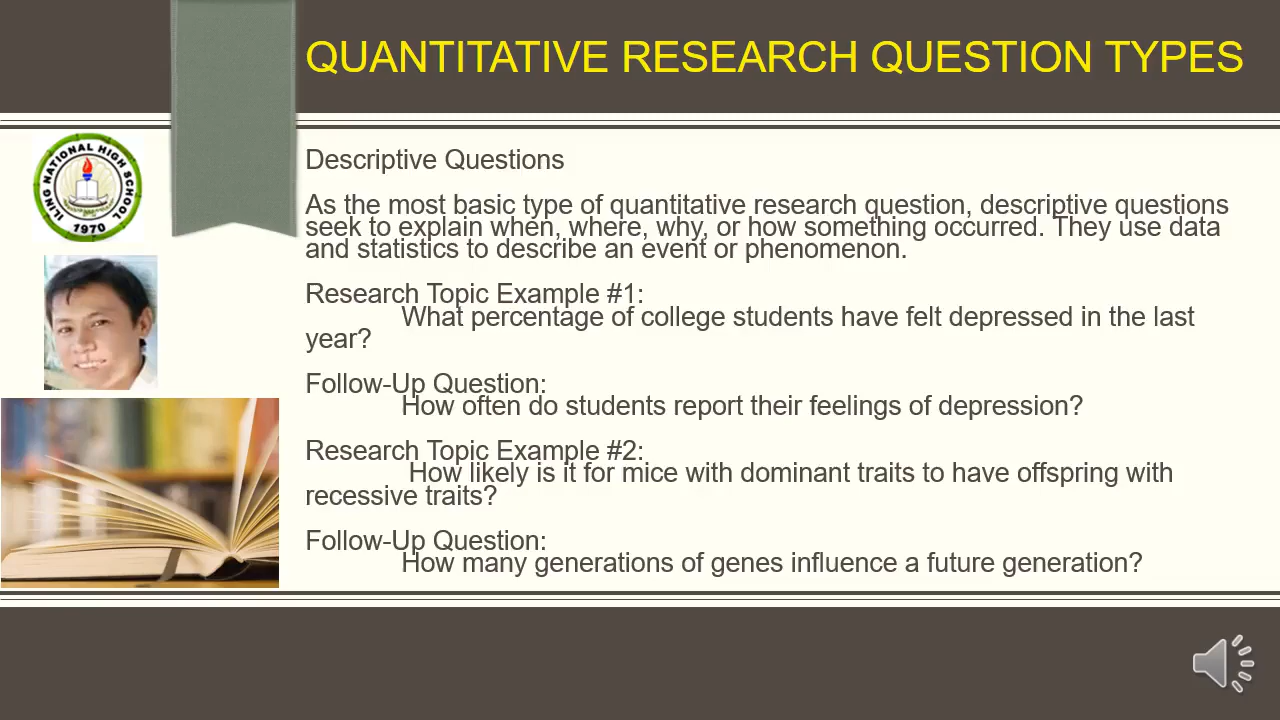 QUANTITATIVE RESEARCH QUESTION TYPES
ILING NATIONAL HIGH SCHOOL
1970
Descriptive Questions
As the most basic type of quantitative research question, descriptive questions
seek to explain when, where, why, or how something occurred. They use data
and statistics to describe an event or phenomenon.
Research Topic Example #1:
What percentage of college students have felt depressed in the last
year?
Follow-Up Question:
How often do students report their feelings of depression?
Research Topic Example #2:
How likely is it for mice with dominant traits to have offspring with
recessive traits?
Follow-Up Question:
How many generations of genes influence a future generation?